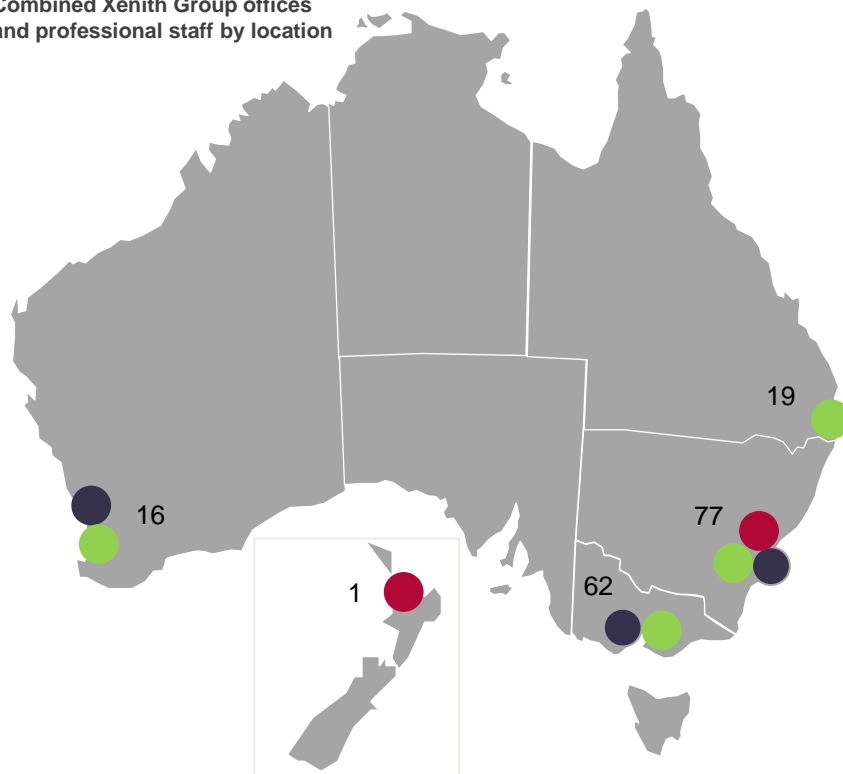 Combined Xenith Group offices
and professional staff by location
19
16
77
62
1